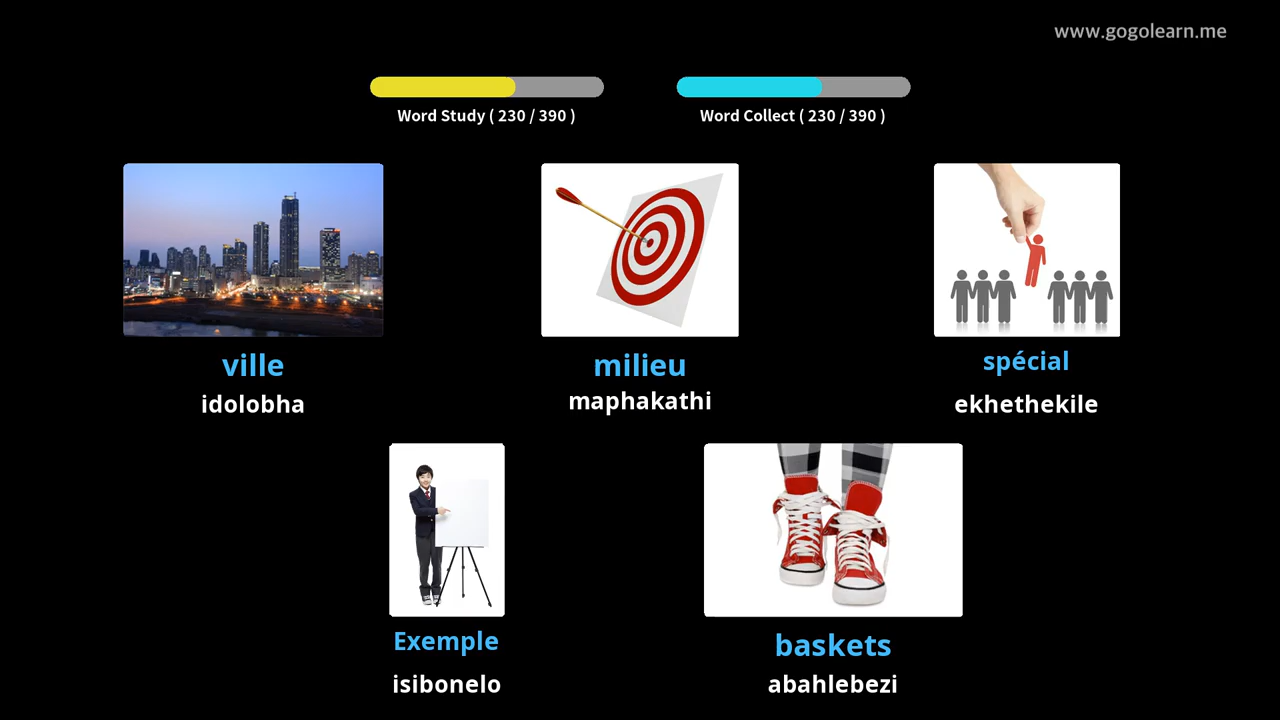 www.gogolearn.me
Word Study ( 230 / 390 )
Word Collect ( 230 / 390 )
ville
idolobha
milieu
maphakathi
spécial
ekhethekile
Exemple
isibonelo
baskets
abahlebezi